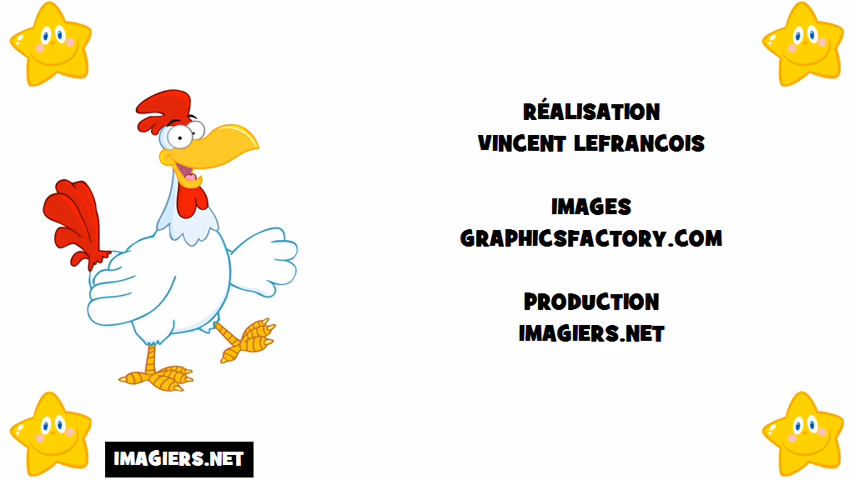 RÉALISATION
VINCENT LEFRANCOIS
IMAGES
GRAPHICSFACTORY.COM
PRODUCTION
IMAGIERS.NET
IMAGIERS.NET